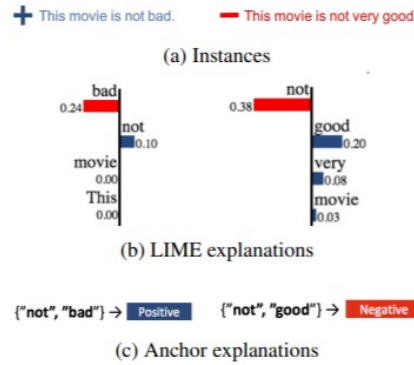 + This movie is not bad. — This movie is not very good
(a) Instances
bad not
0.24 0.38
not good
0.10 0.20
movie very
0.00 0.08
This movie
0.00 0.03
(b) LIME explanations
{"not", "bad"} → Positive {"not", "good"} → Negative
(c) Anchor explanations